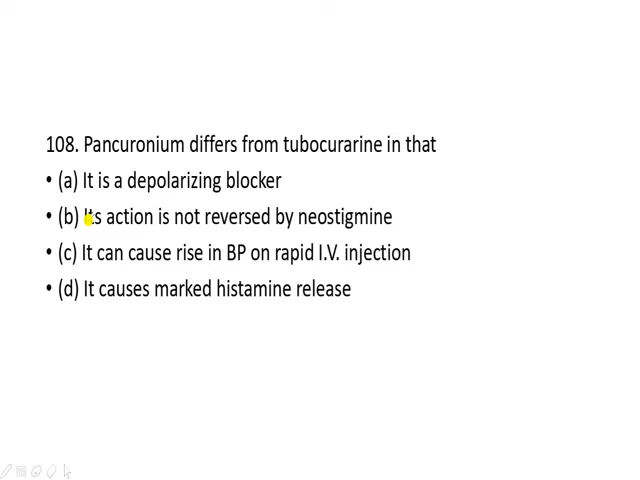 108. Pancuronium differs from tubocurarine in that
• (a) It is a depolarizing blocker
• (b) Its action is not reversed by neostigmine
• (c) It can cause rise in BP on rapid I.V. injection
• (d) It causes marked histamine release